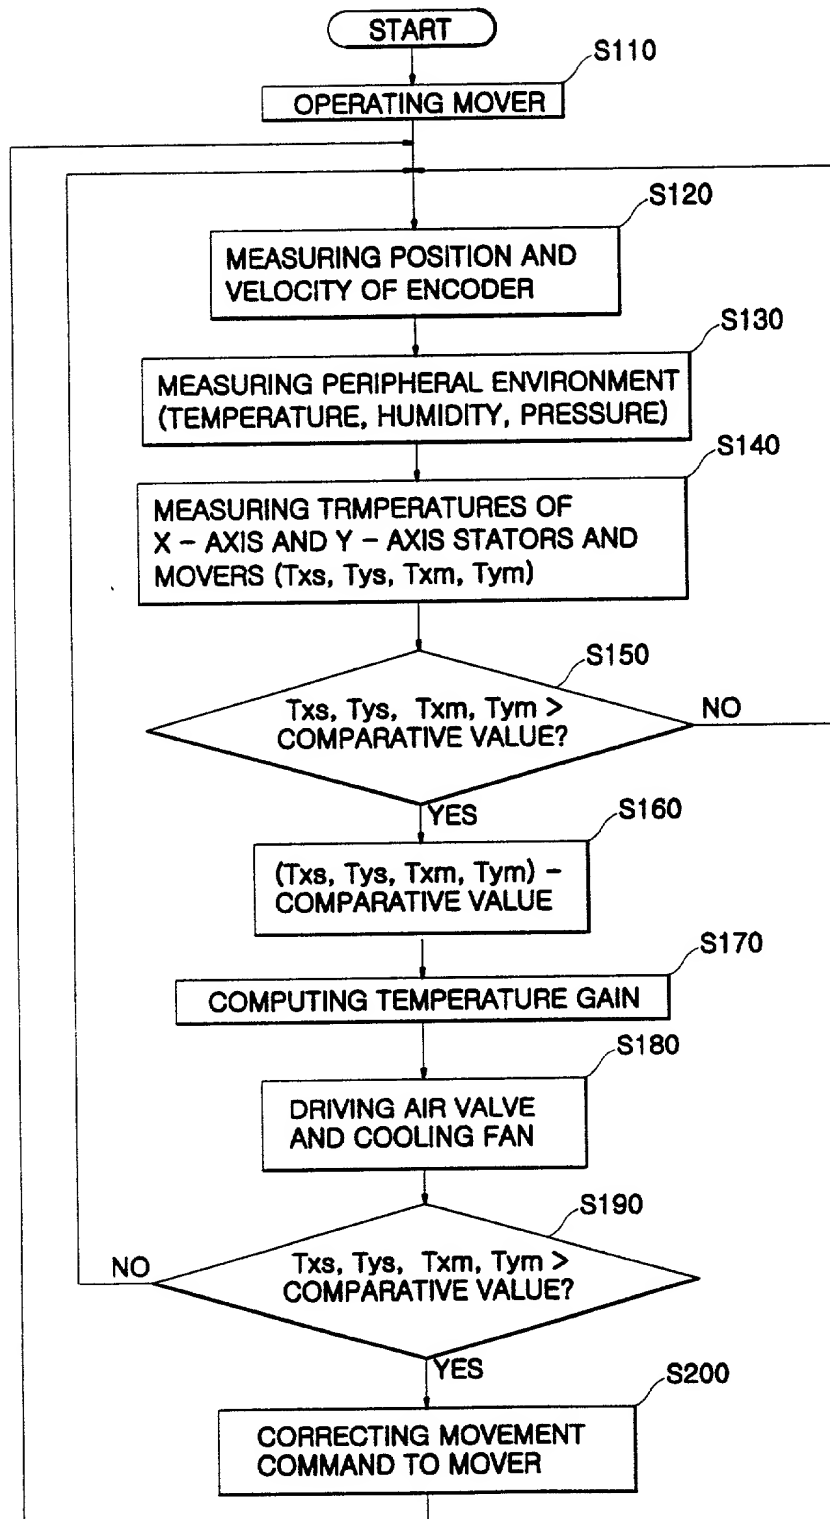 START
S110
OPERATING MOVER
S120
MEASURING POSITION AND
VELOCITY OF ENCODER
S130
MEASURING PERIPHERAL ENVIRONMENT
(TEMPERATURE, HUMIDITY, PRESSURE)
S140
MEASURING TRMPERATURES OF
X - AXIS AND Y - AXIS STATORS AND
MOVERS (Txs, Tys, Txm, Tym)
S150
Txs, Tys, Txm, Tym >
COMPARATIVE VALUE?
NO
YES
S160
(Txs, Tys, Txm, Tym) -
COMPARATIVE VALUE
S170
COMPUTING TEMPERATURE GAIN
S180
DRIVING AIR VALVE
AND COOLING FAN
S190
Txs, Tys, Txm, Tym >
COMPARATIVE VALUE?
NO
YES
S200
CORRECTING MOVEMENT
COMMAND TO MOVER